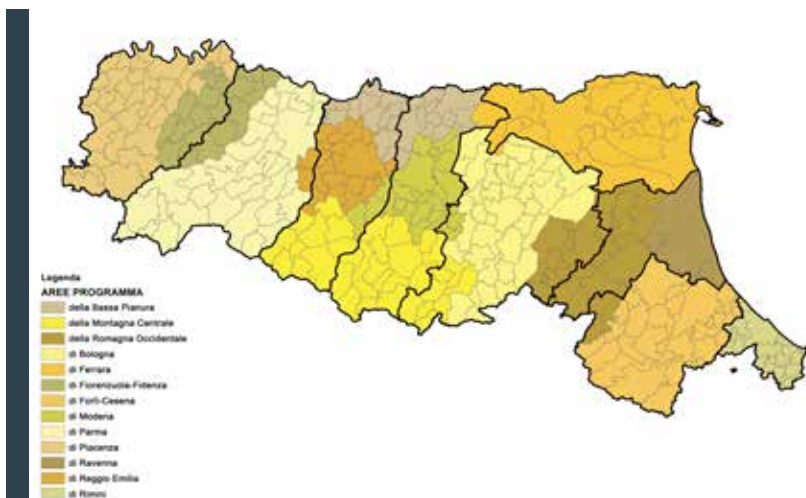 Legenda
AREE PROGRAMMA
della Bassa Pianura
della Montagna Centrale
della Romagna Occidentale
di Bologna
di Ferrara
di Fiorenzuola-Fidenza
di Forlì-Cesena
di Modena
di Parma
di Piacenza
di Ravenna
di Reggio Emilia
di Rimini